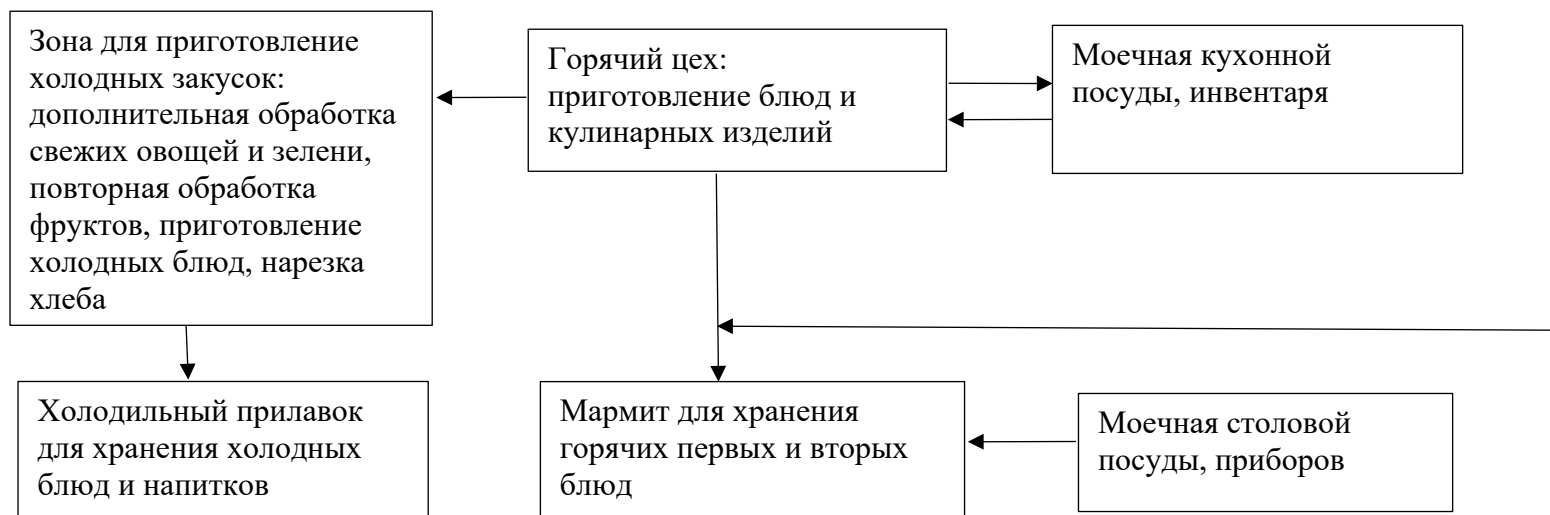 Зона для приготовление
холодных закусок:
дополнительная обработка
свежих овощей и зелени,
повторная обработка
фруктов, приготовление
холодных блюд, нарезка
хлеба
Горячий цех:
приготовление блюд и
кулинарных изделий
Моечная кухонной
посуды, инвентаря
Холодильный прилавок
для хранения холодных
блюд и напитков
Мармит для хранения
горячих первых и вторых
блюд
Моечная столовой
посуды, приборов